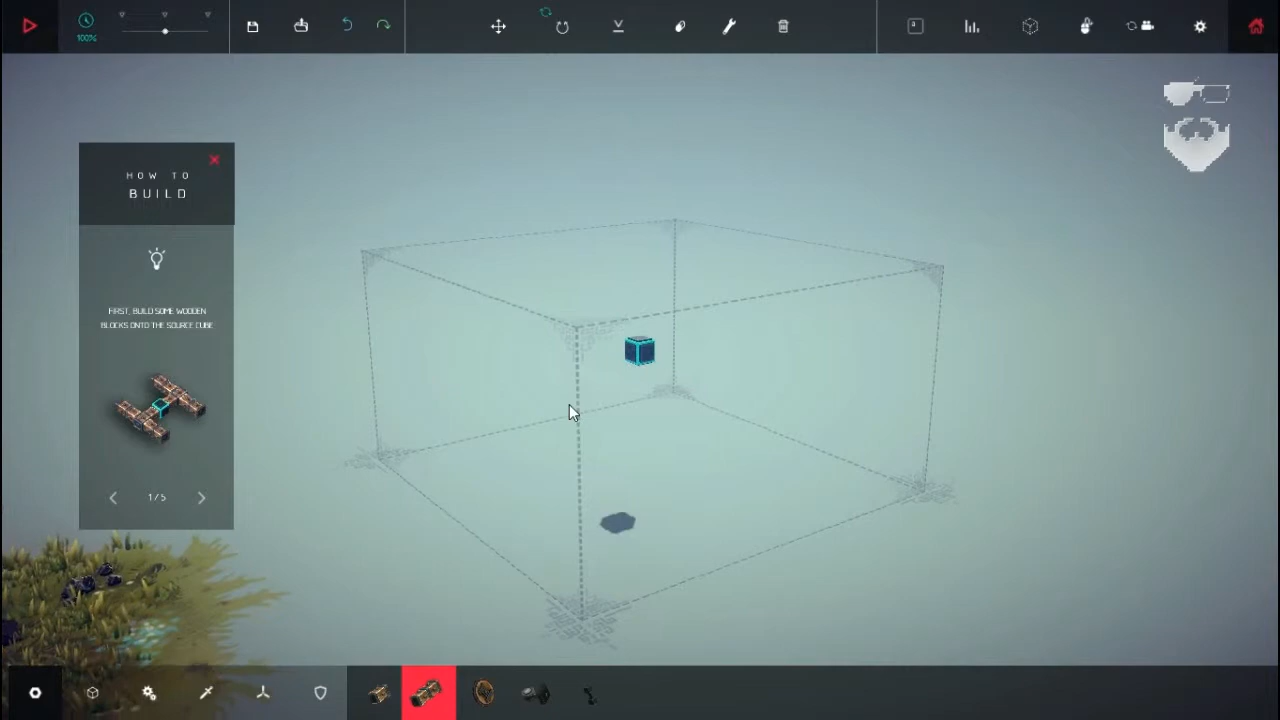 100%
a
HOW TO
BUILD
FIRST, BUILD SOME WOODEN
BLOCKS ONTO THE SOURCE CUBE
1/5